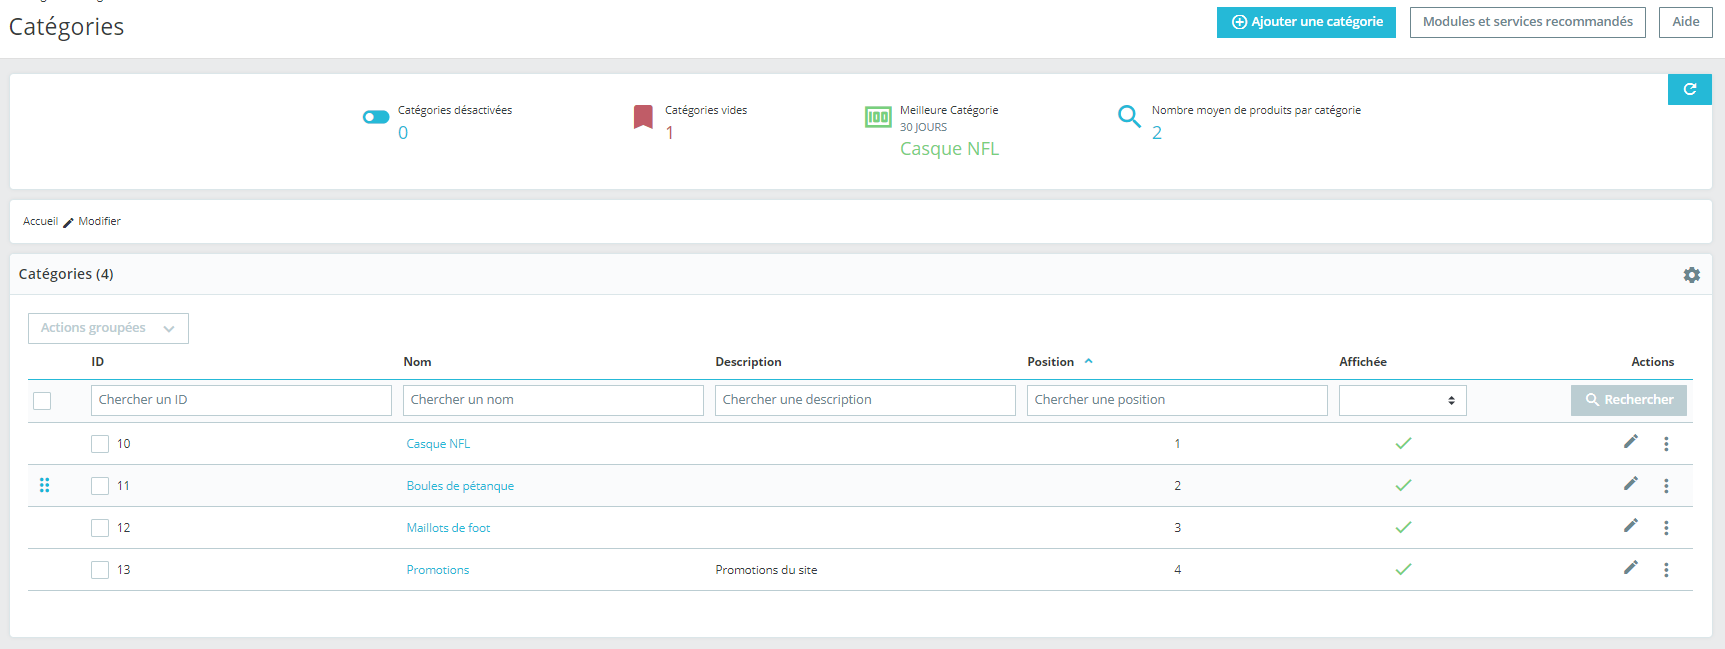 Catégories
Ajouter une catégorie
Modules et services recommandés
Aide
Catégories désactivées
0
Catégories vides
1
100
Meilleure Catégorie
30 JOURS
Casque NFL
Nombre moyen de produits par catégorie
2
Accueil Modifier
Catégories (4)
Actions groupées
ID Nom Description Position Affichée Actions
Chercher un ID Chercher un nom Chercher une description Chercher une position Rechercher
10 Casque NFL 1
11 Boules de pétanque 2
12 Maillots de foot 3
13 Promotions Promotions du site 4